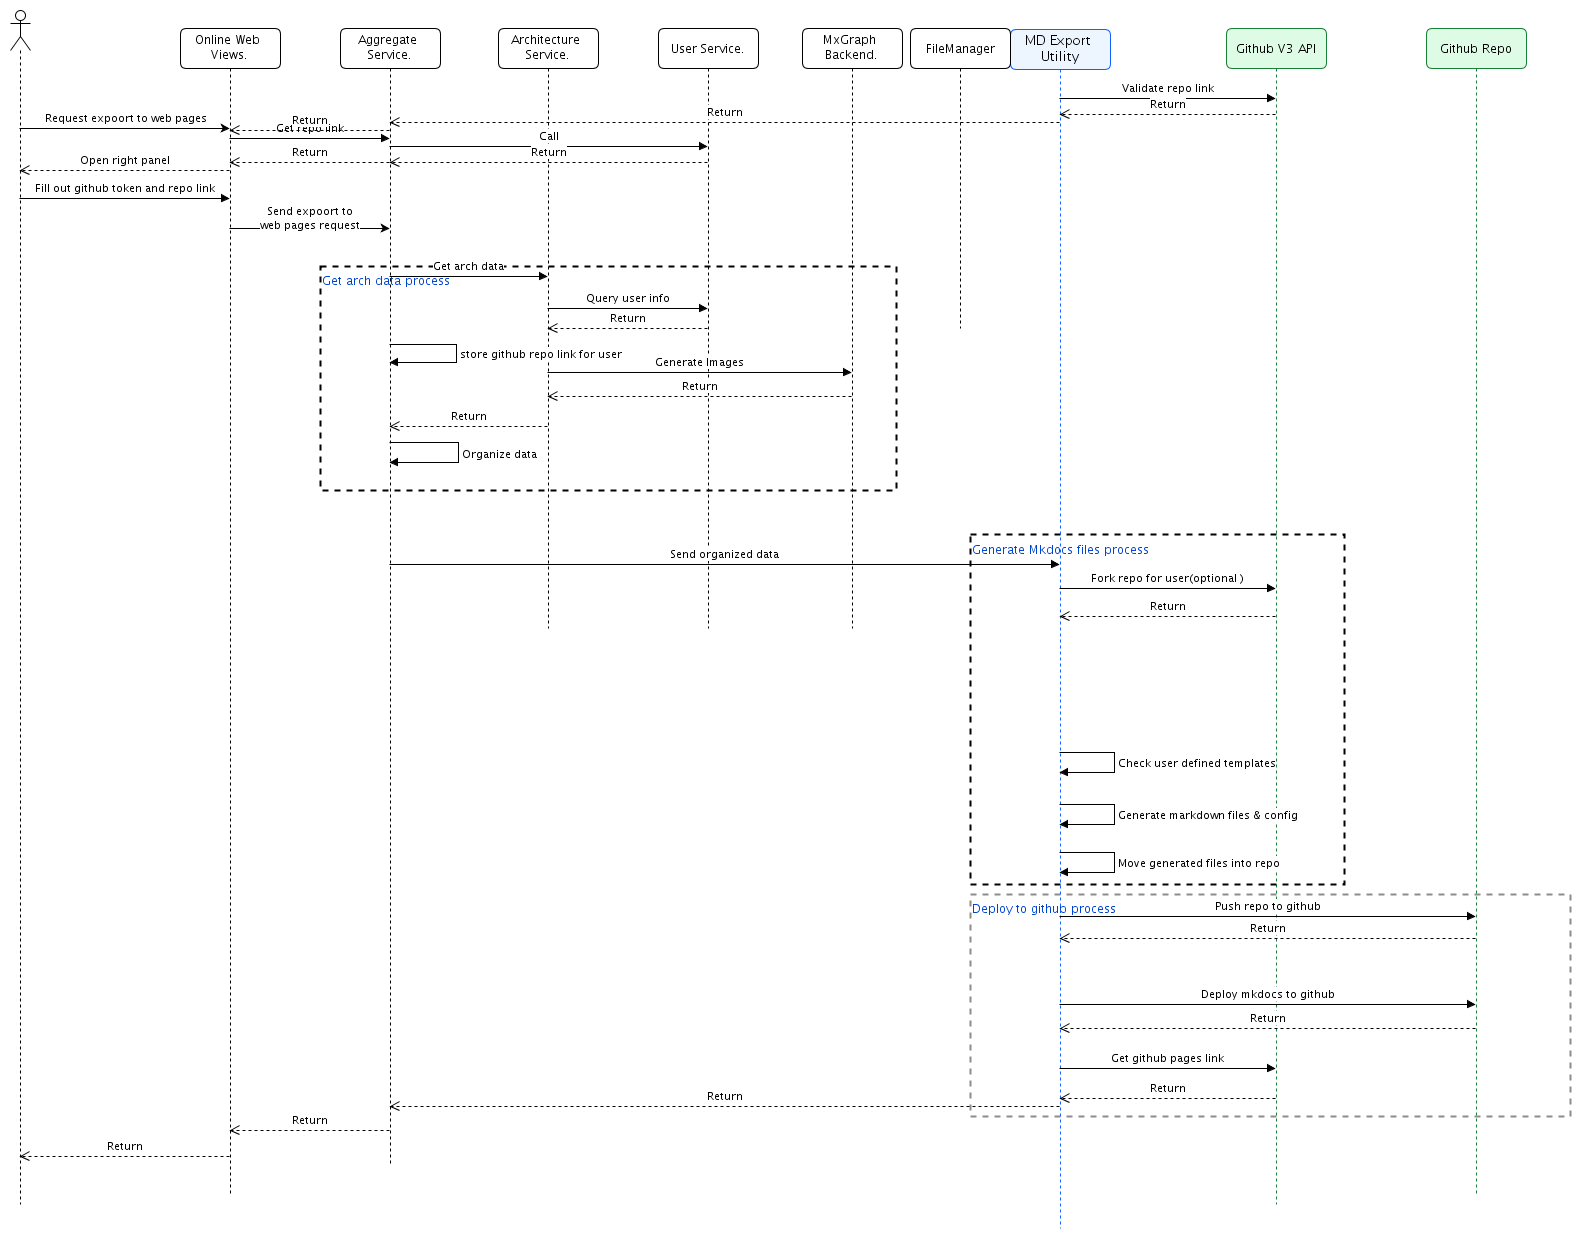 Online Web
Views.
Aggregate
Service.
Architecture
Service.
User Service.
MxGraph
Backend.
FileManager
MD Export
Utility
Github V3 API
Github Repo
Validate repo link
Return
Return
Request expoort to web pages
Return
Get repo link
Call
Return
Return
Open right panel
Fill out github token and repo link
Send expoort to
web pages request
Get arch data
Get arch data process
Query user info
Return
store github repo link for user
Generate Images
Return
Return
Organize data
Generate Mkdocs files process
Send organized data
Fork repo for user(optional )
Return
Check user defined templates
Generate markdown files & config
Move generated files into repo
Deploy to github process
Push repo to github
Return
Deploy mkdocs to github
Return
Get github pages link
Return
Return
Return
Return